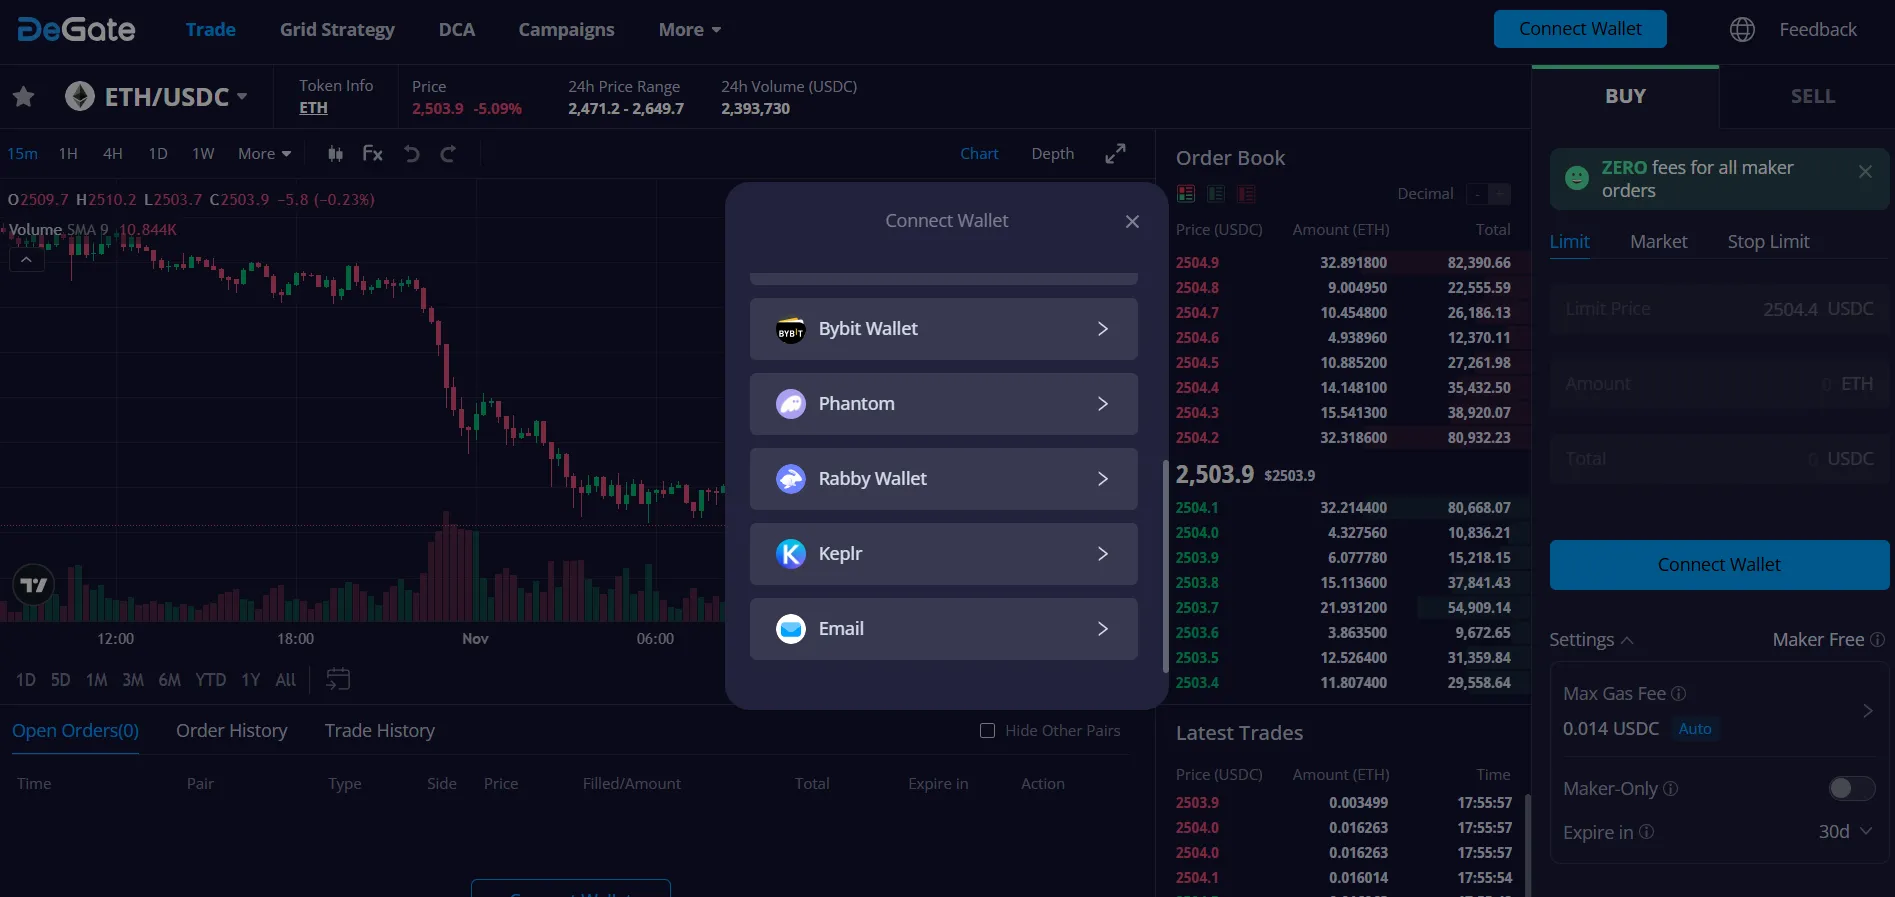 DeGate
Trade
Grid Strategy
DCA
Campaigns
More
Connect Wallet
Feedback
ETH/USDC
Token Info
ETH
Price
2,503.9 -5.09%
24h Price Range
2,471.2 - 2,649.7
24h Volume (USDC)
2,393,730
BUY
SELL
15m 1H 4H 1D 1W More
Fx
Chart Depth
O2509.7 H2510.2 L2503.7 C2503.9 -5.8 (-0.23%)
Volume SMA 9 10.844K
12:00 18:00 Nov 06:00
1D 5D 1M 3M 6M YTD 1Y All
Connect Wallet
BYBIT
Bybit Wallet
Phantom
Rabby Wallet
K
Keplr
Email
Order Book
Decimal - +
Price (USDC) Amount (ETH) Total
2504.9 32.891800 82,390.66
2504.8 9.004950 22,555.59
2504.7 10.454800 26,186.13
2504.6 4.938960 12,370.11
2504.5 10.885200 27,261.98
2504.4 14.148100 35,432.50
2504.3 15.541300 38,920.07
2504.2 32.318600 80,932.23
2,503.9 $2503.9
2504.1 32.214400 80,668.07
2504.0 4.327560 10,836.21
2503.9 6.077780 15,218.15
2503.8 15.113600 37,841.43
2503.7 21.931200 54,909.14
2503.6 3.863500 9,672.65
2503.5 12.526400 31,359.84
2503.4 11.807400 29,558.64
Latest Trades
Price (USDC) Amount (ETH) Time
2503.9 0.003499 17:55:57
2504.0 0.016263 17:55:57
2504.0 0.016263 17:55:57
2504.1 0.016014 17:55:54
ZERO fees for all maker
orders
Limit Market Stop Limit
Limit Price 2504.4 USDC
Amount 0 ETH
Total 0 USDC
Connect Wallet
Settings
Maker Free
Max Gas Fee
0.014 USDC Auto
Maker-Only
Expire in 30d
Open Orders(0) Order History Trade History
Hide Other Pairs
Time Pair Type Side Price Filled/Amount Total Expire in Action